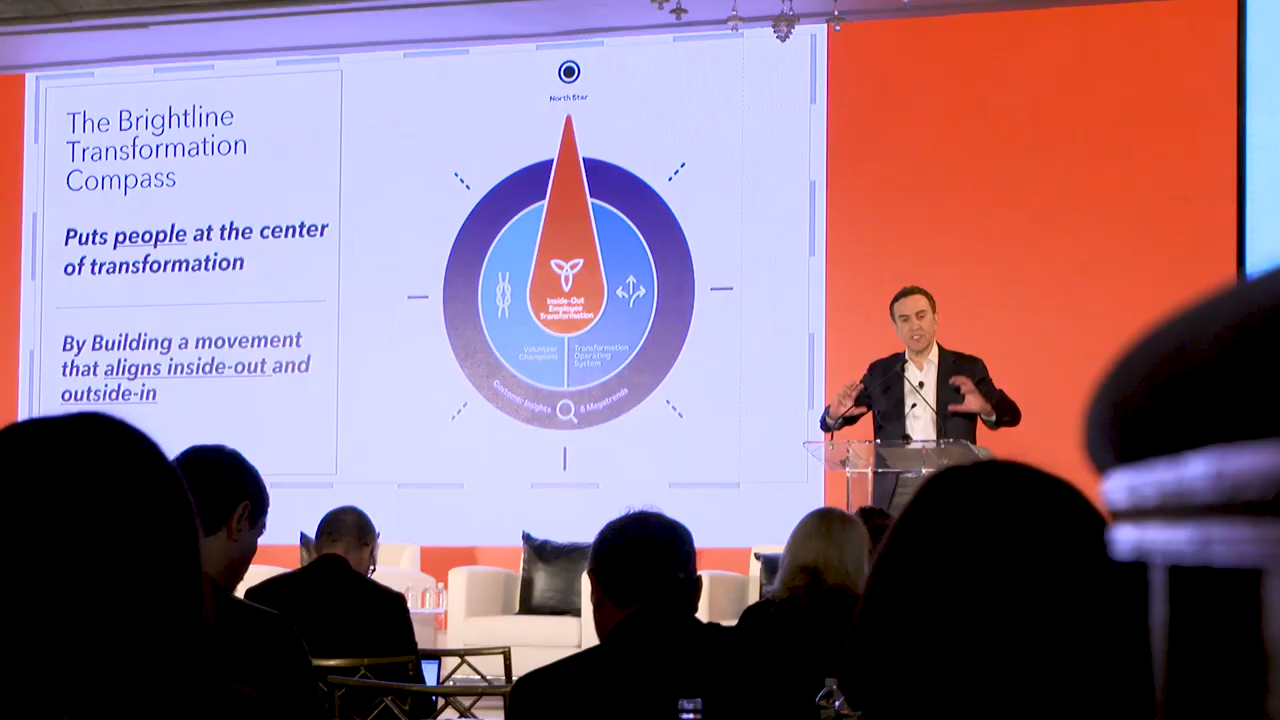 The Brightline
Transformation
Compass
Puts people at the center
of transformation
By Building a movement
that aligns inside-out and
outside-in
North Star
Inside-Out
Employee
Transformation
Volunteer
Champions
Transformation
Operating
System
Customer Insights & Megatrends